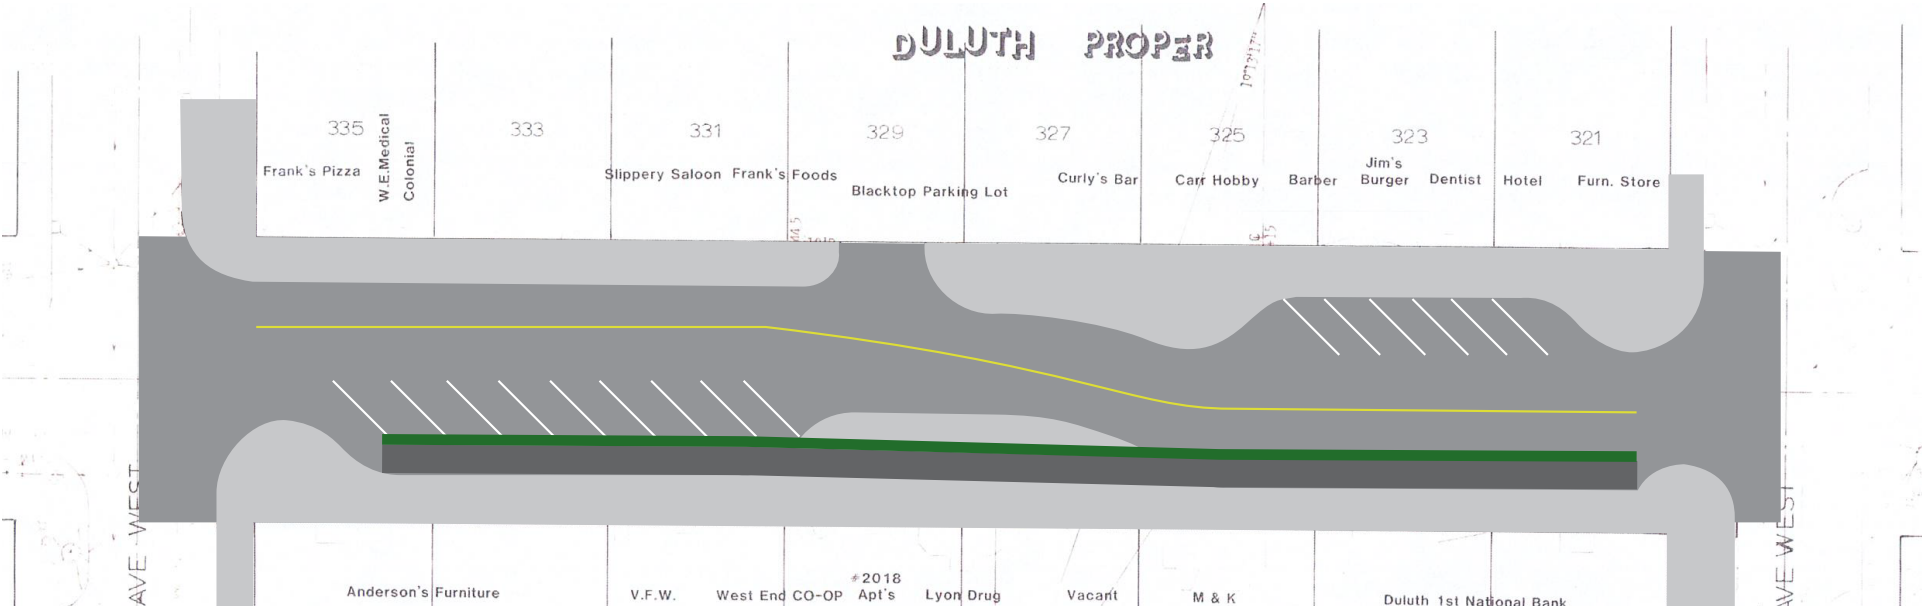 DULUTH PROPER
335
333
331
329
327
325
323
321
Frank's Pizza
W.E.Medical
Colonial
Slippery Saloon
Frank's Foods
Blacktop Parking Lot
Curly's Bar
Carr Hobby
Barber
Jim's
Burger
Dentist
Hotel
Furn. Store
AVE WEST
AVE WEST
Anderson's Furniture
V.F.W.
West End CO-OP
#2018
Apt's
Lyon Drug
Vacant
M & K
Duluth 1st National Bank